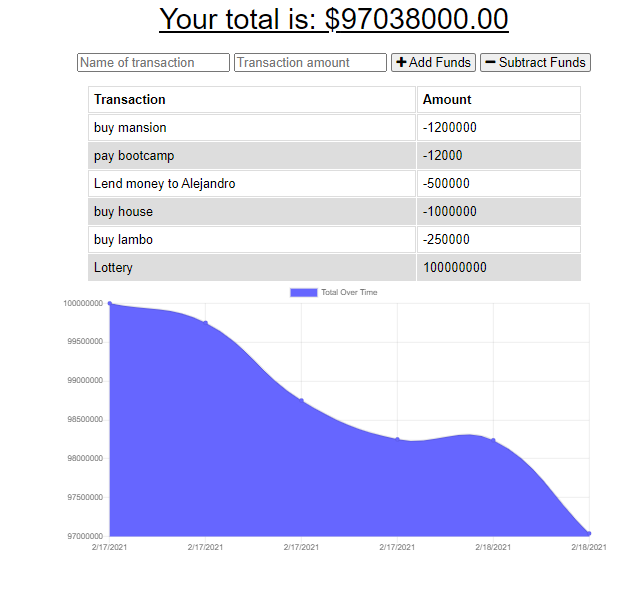 Your total is: $97038000.00
Name of transaction Transaction amount Add Funds Subtract Funds
Transaction Amount
buy mansion -1200000
pay bootcamp -12000
Lend money to Alejandro -500000
buy house -1000000
buy lambo -250000
Lottery 100000000
Total Over Time
100000000
99500000
99000000
98500000
98000000
97500000
97000000
2/17/2021 2/17/2021 2/17/2021 2/17/2021 2/18/2021 2/18/2021